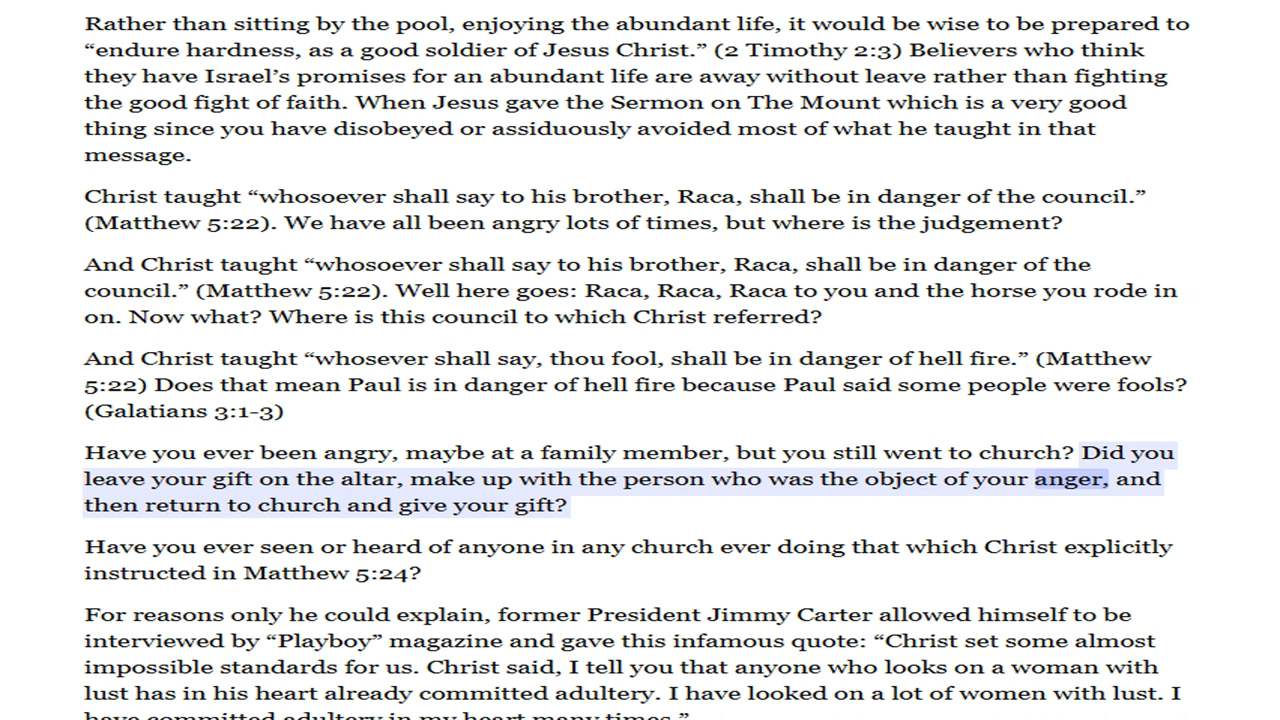 Rather than sitting by the pool, enjoying the abundant life, it would be wise to be prepared to
“endure hardness, as a good soldier of Jesus Christ.” (2 Timothy 2:3) Believers who think
they have Israel’s promises for an abundant life are away without leave rather than fighting
the good fight of faith. When Jesus gave the Sermon on The Mount which is a very good
thing since you have disobeyed or assiduously avoided most of what he taught in that
message.
Christ taught “whosoever shall say to his brother, Raca, shall be in danger of the council.”
(Matthew 5:22). We have all been angry lots of times, but where is the judgement?
And Christ taught “whosoever shall say to his brother, Raca, shall be in danger of the
council.” (Matthew 5:22). Well here goes: Raca, Raca, Raca to you and the horse you rode in
on. Now what? Where is this council to which Christ referred?
And Christ taught “whosever shall say, thou fool, shall be in danger of hell fire.” (Matthew
5:22) Does that mean Paul is in danger of hell fire because Paul said some people were fools?
(Galatians 3:1-3)
Have you ever been angry, maybe at a family member, but you still went to church? Did you
leave your gift on the altar, make up with the person who was the object of your anger, and
then return to church and give your gift?
Have you ever seen or heard of anyone in any church ever doing that which Christ explicitly
instructed in Matthew 5:24?
For reasons only he could explain, former President Jimmy Carter allowed himself to be
interviewed by “Playboy” magazine and gave this infamous quote: “Christ set some almost
impossible standards for us. Christ said, I tell you that anyone who looks on a woman with
lust has in his heart already committed adultery. I have looked on a lot of women with lust. I
have committed adultery in my heart many times.”